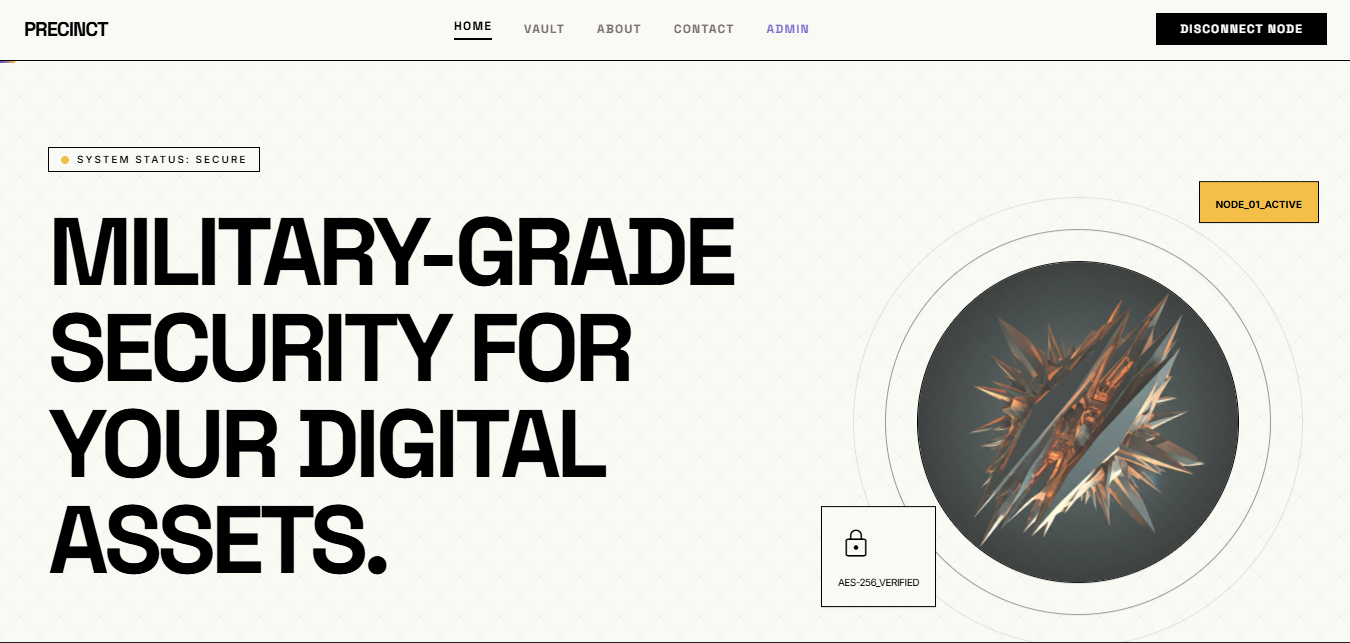 PRECINCT
HOME
VAULT
ABOUT
CONTACT
ADMIN
DISCONNECT NODE
SYSTEM STATUS: SECURE
MILITARY-GRADE
SECURITY FOR
YOUR DIGITAL
ASSETS.
NODE_01_ACTIVE
AES-256_VERIFIED